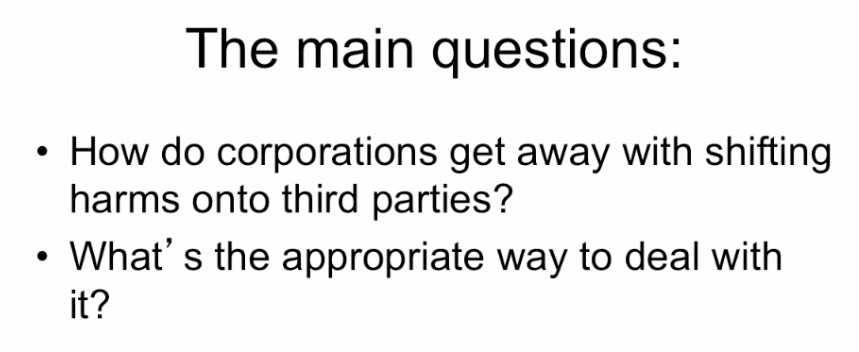 The main questions:
• How do corporations get away with shifting
harms onto third parties?
• What’s the appropriate way to deal with
it?